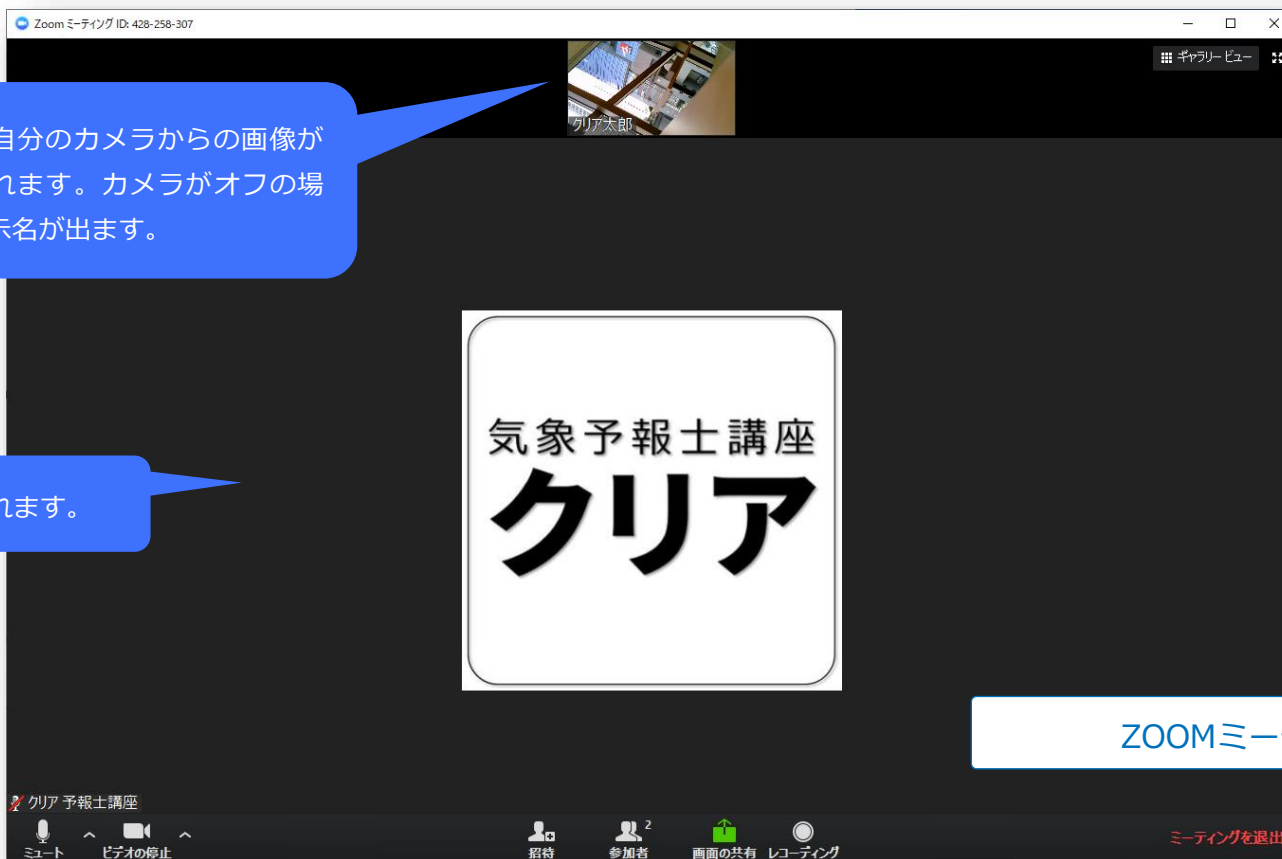 Zoom ミーティング ID: 428-258-307
ギャラリー ビュー
クリア太郎
自分のカメラからの画像が
れます。カメラがオフの場
示名が出ます。
気象予報士講座
クリア
れます。
ZOOMミー
クリア 予報士講座
ミュート
ビデオの停止
招待
参加者 2
画面の共有
レコーディング
ミーティングを退出